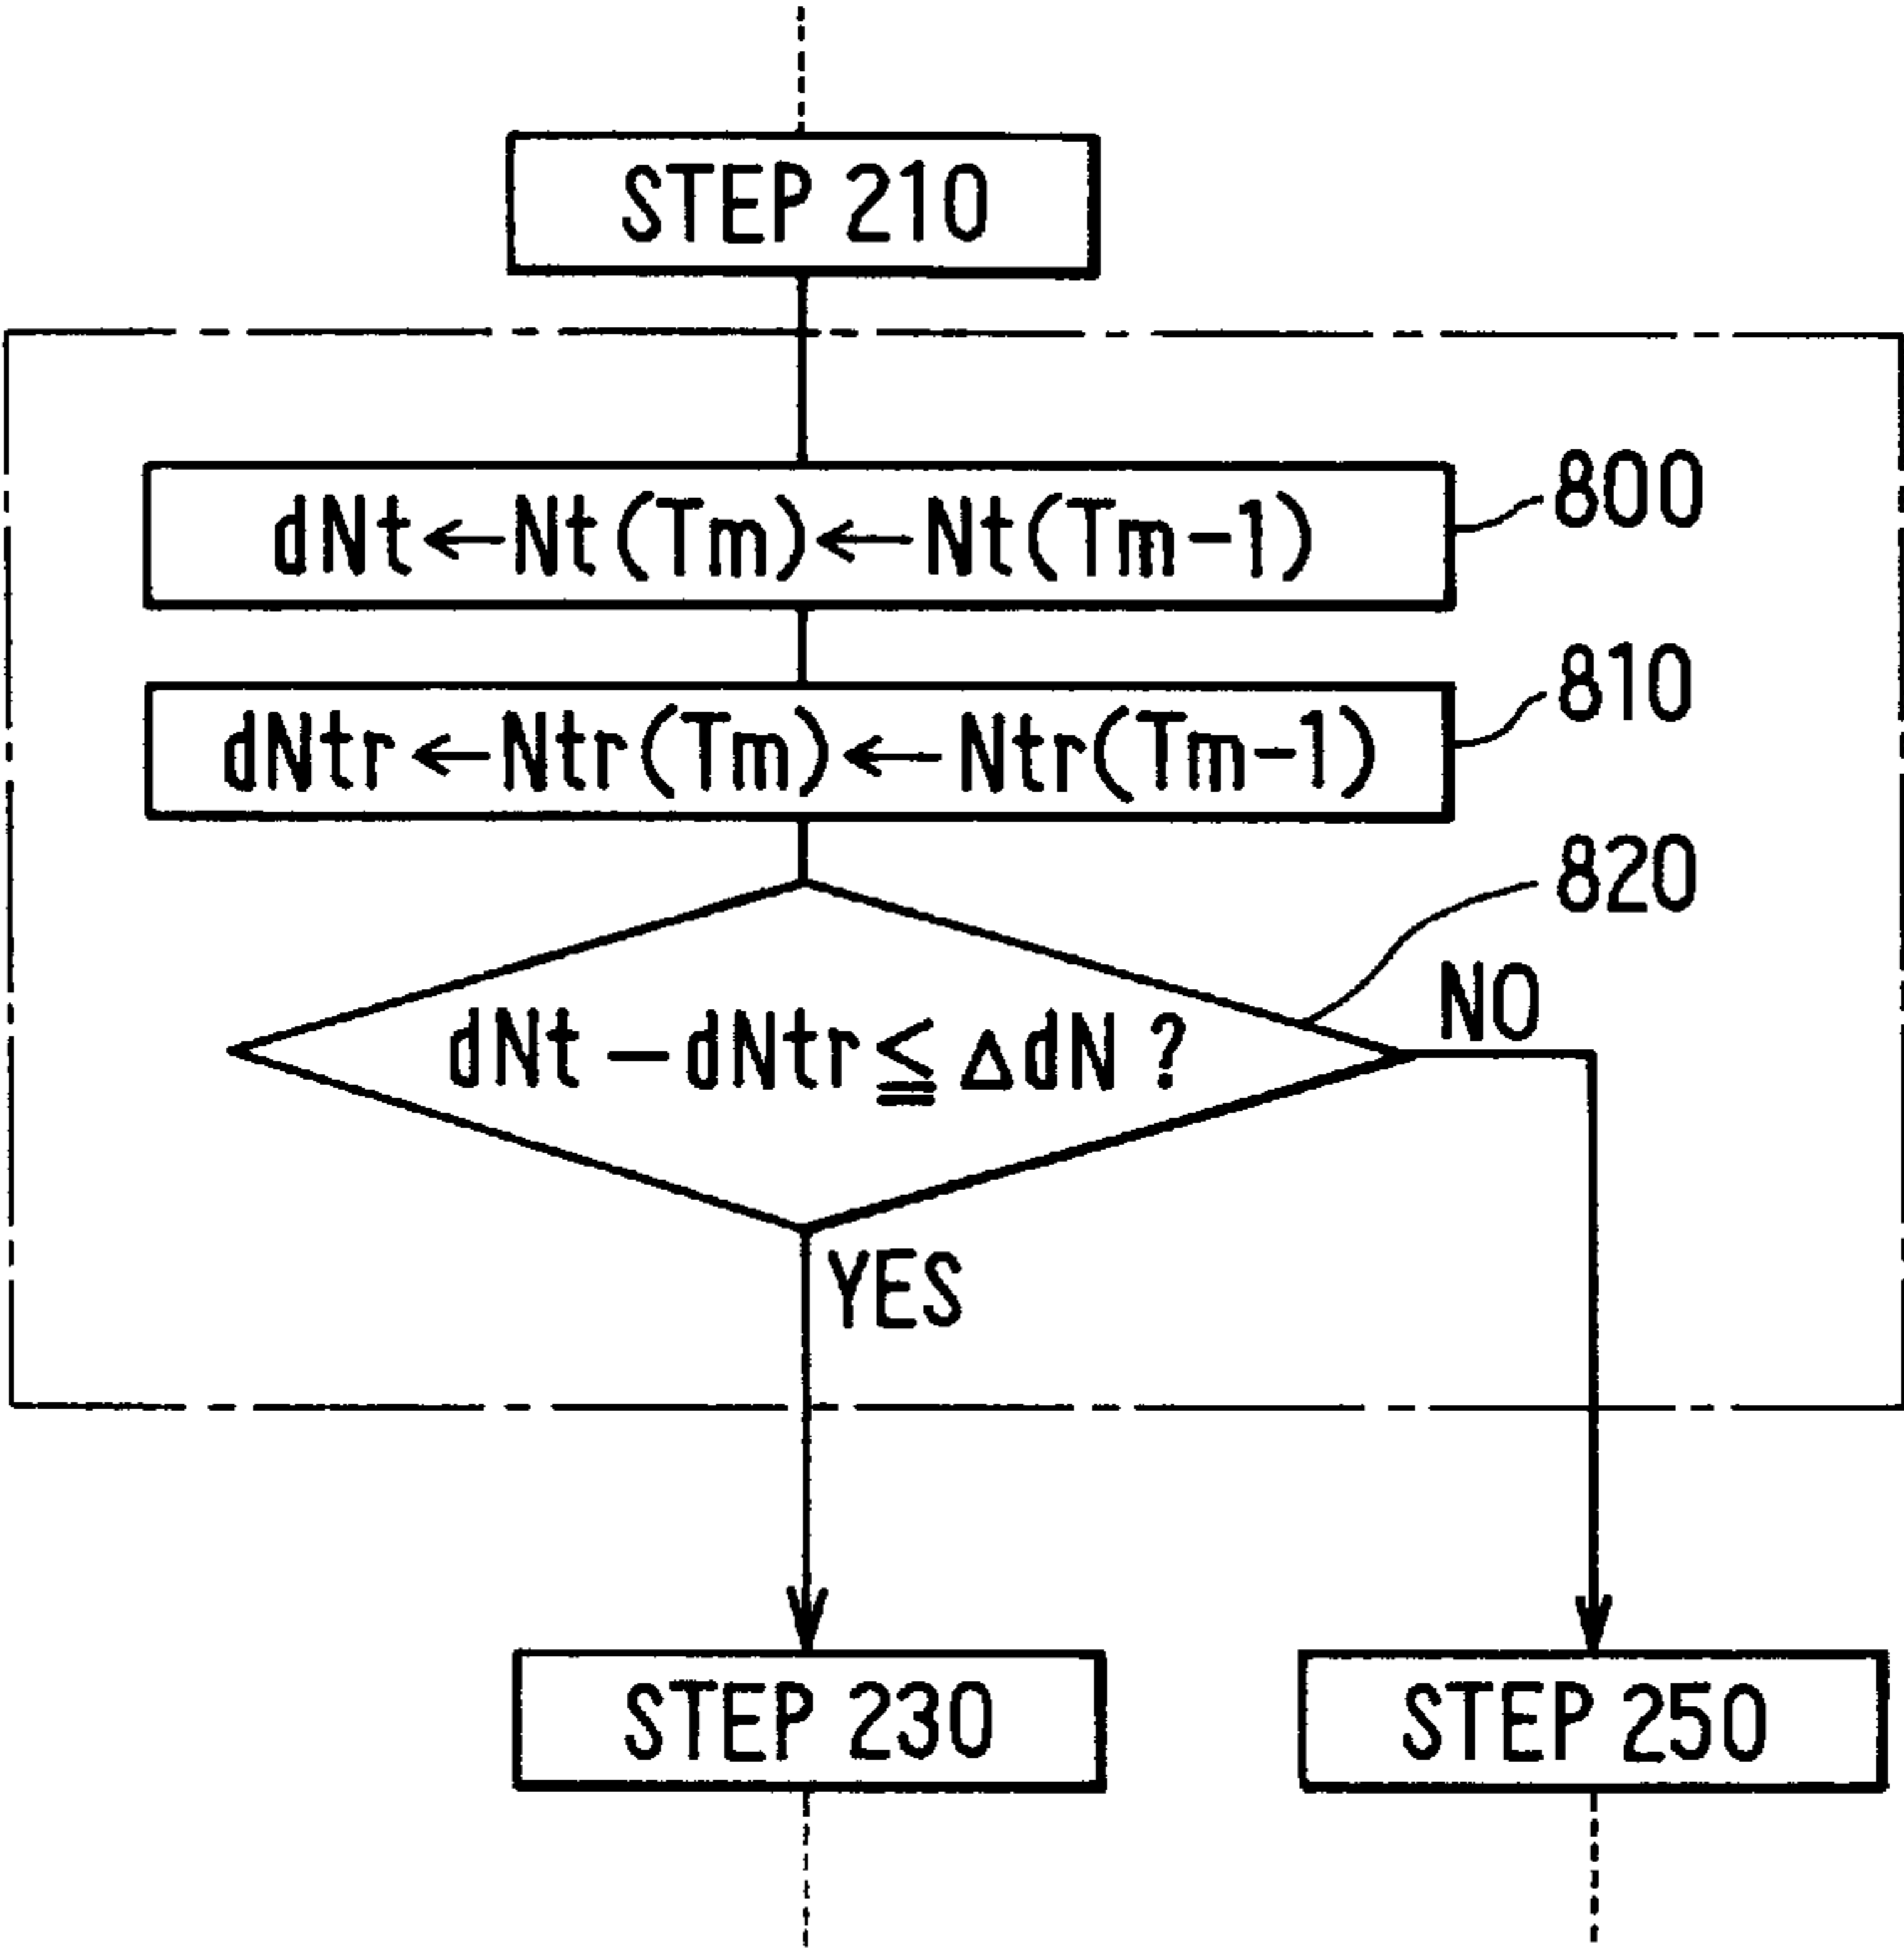 STEP 210
dNt←Nt(Tm)←Nt(Tm-1)
800
dNtr←Ntr(Tm)←Ntr(Tm-1)
810
820
dNt-dNtr≦ΔdN?
NO
YES
STEP 230
STEP 250